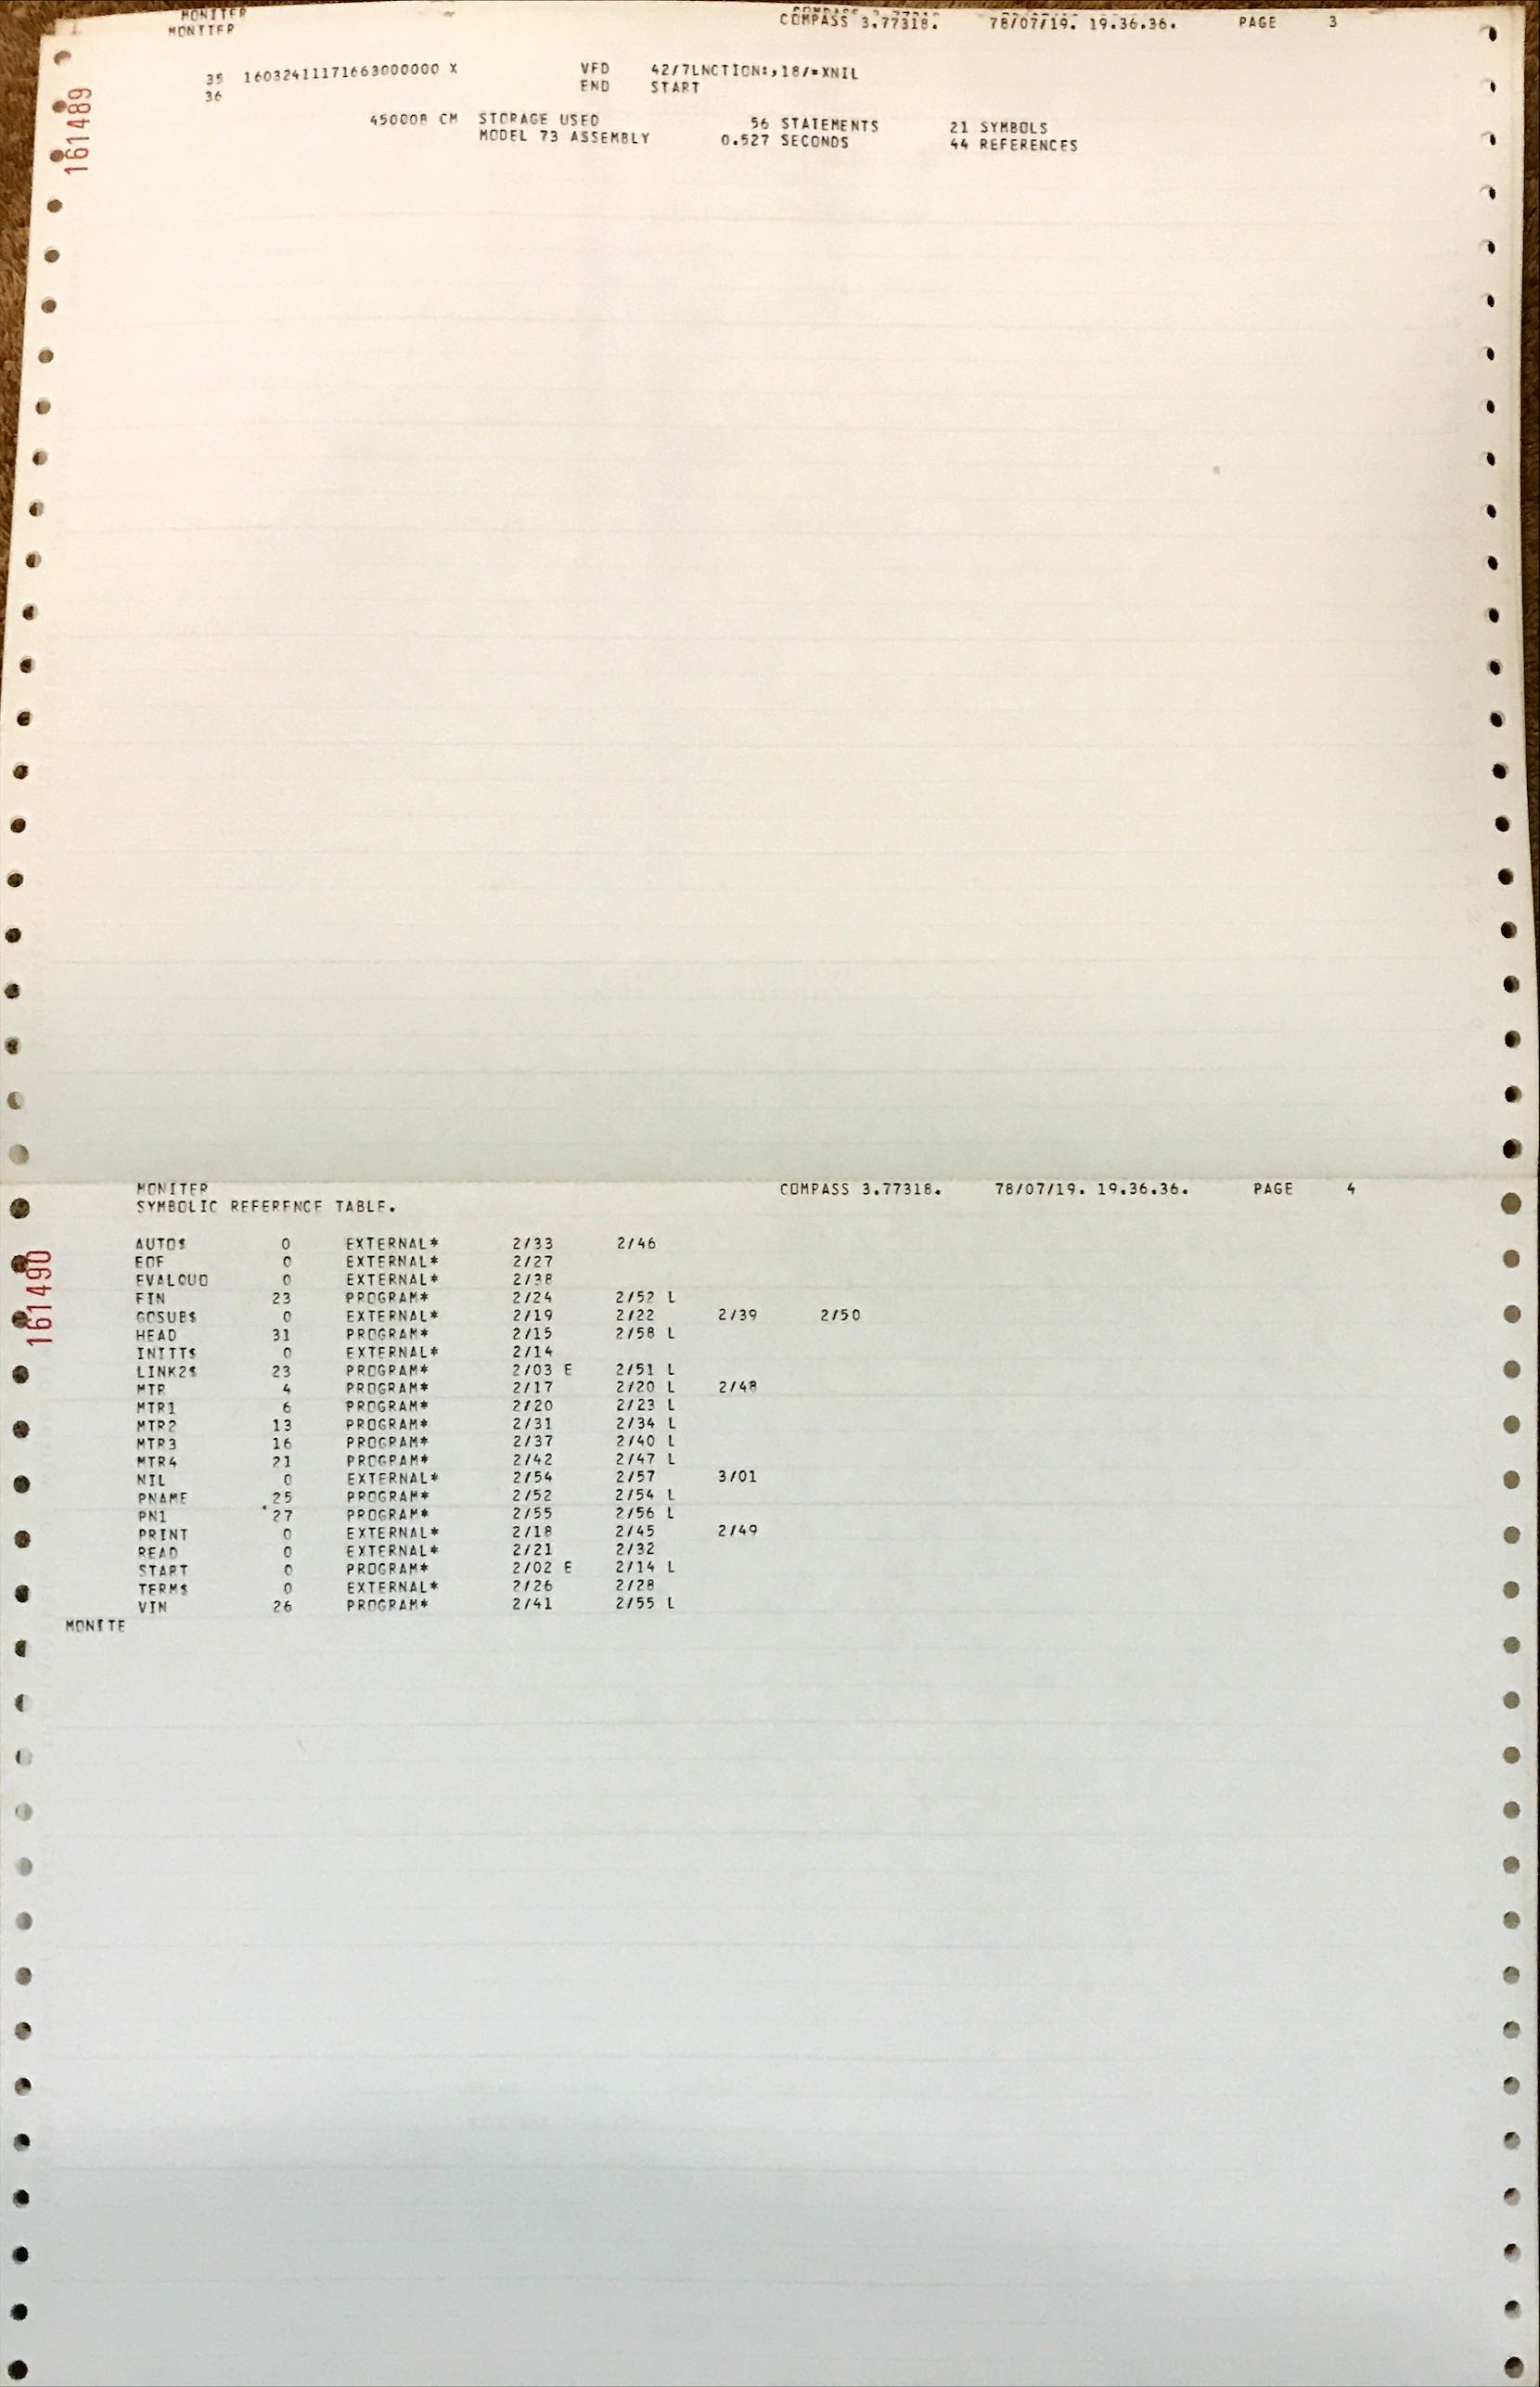 MONITER COMPASS 3.77318.
MONITER COMPASS 3.77318. 78/07/19. 19.36.36. PAGE 3
35 16032411171663000000 X VFD 42/7LNCTION:,18/=XNIL
36 END START
45000B CM STORAGE USED 56 STATEMENTS 21 SYMBOLS
MODEL 73 ASSEMBLY 0.527 SECONDS 44 REFERENCES
161489
MONITER COMPASS 3.77318. 78/07/19. 19.36.36. PAGE 4
SYMBOLIC REFERENCE TABLE.
AUTO$ 0 EXTERNAL* 2/33 2/46
EOF 0 EXTERNAL* 2/27
EVALQUO 0 EXTERNAL* 2/38
FIN 23 PROGRAM* 2/24 2/52 L
GOSUB$ 0 EXTERNAL* 2/19 2/22 2/39 2/50
HEAD 31 PROGRAM* 2/15 2/58 L
INITT$ 0 EXTERNAL* 2/14
LINK2$ 23 PROGRAM* 2/03 E 2/51 L
MTR 4 PROGRAM* 2/17 2/20 L 2/48
MTR1 6 PROGRAM* 2/20 2/23 L
MTR2 13 PROGRAM* 2/31 2/34 L
MTR3 16 PROGRAM* 2/37 2/40 L
MTR4 21 PROGRAM* 2/42 2/47 L
NIL 0 EXTERNAL* 2/54 2/57 3/01
PNAME 25 PROGRAM* 2/52 2/54 L
PN1 27 PROGRAM* 2/55 2/56 L
PRINT 0 EXTERNAL* 2/18 2/45 2/49
READ 0 EXTERNAL* 2/21 2/32
START 0 PROGRAM* 2/02 E 2/14 L
TERM$ 0 EXTERNAL* 2/26 2/28
VIN 26 PROGRAM* 2/41 2/55 L
MONITE
161490